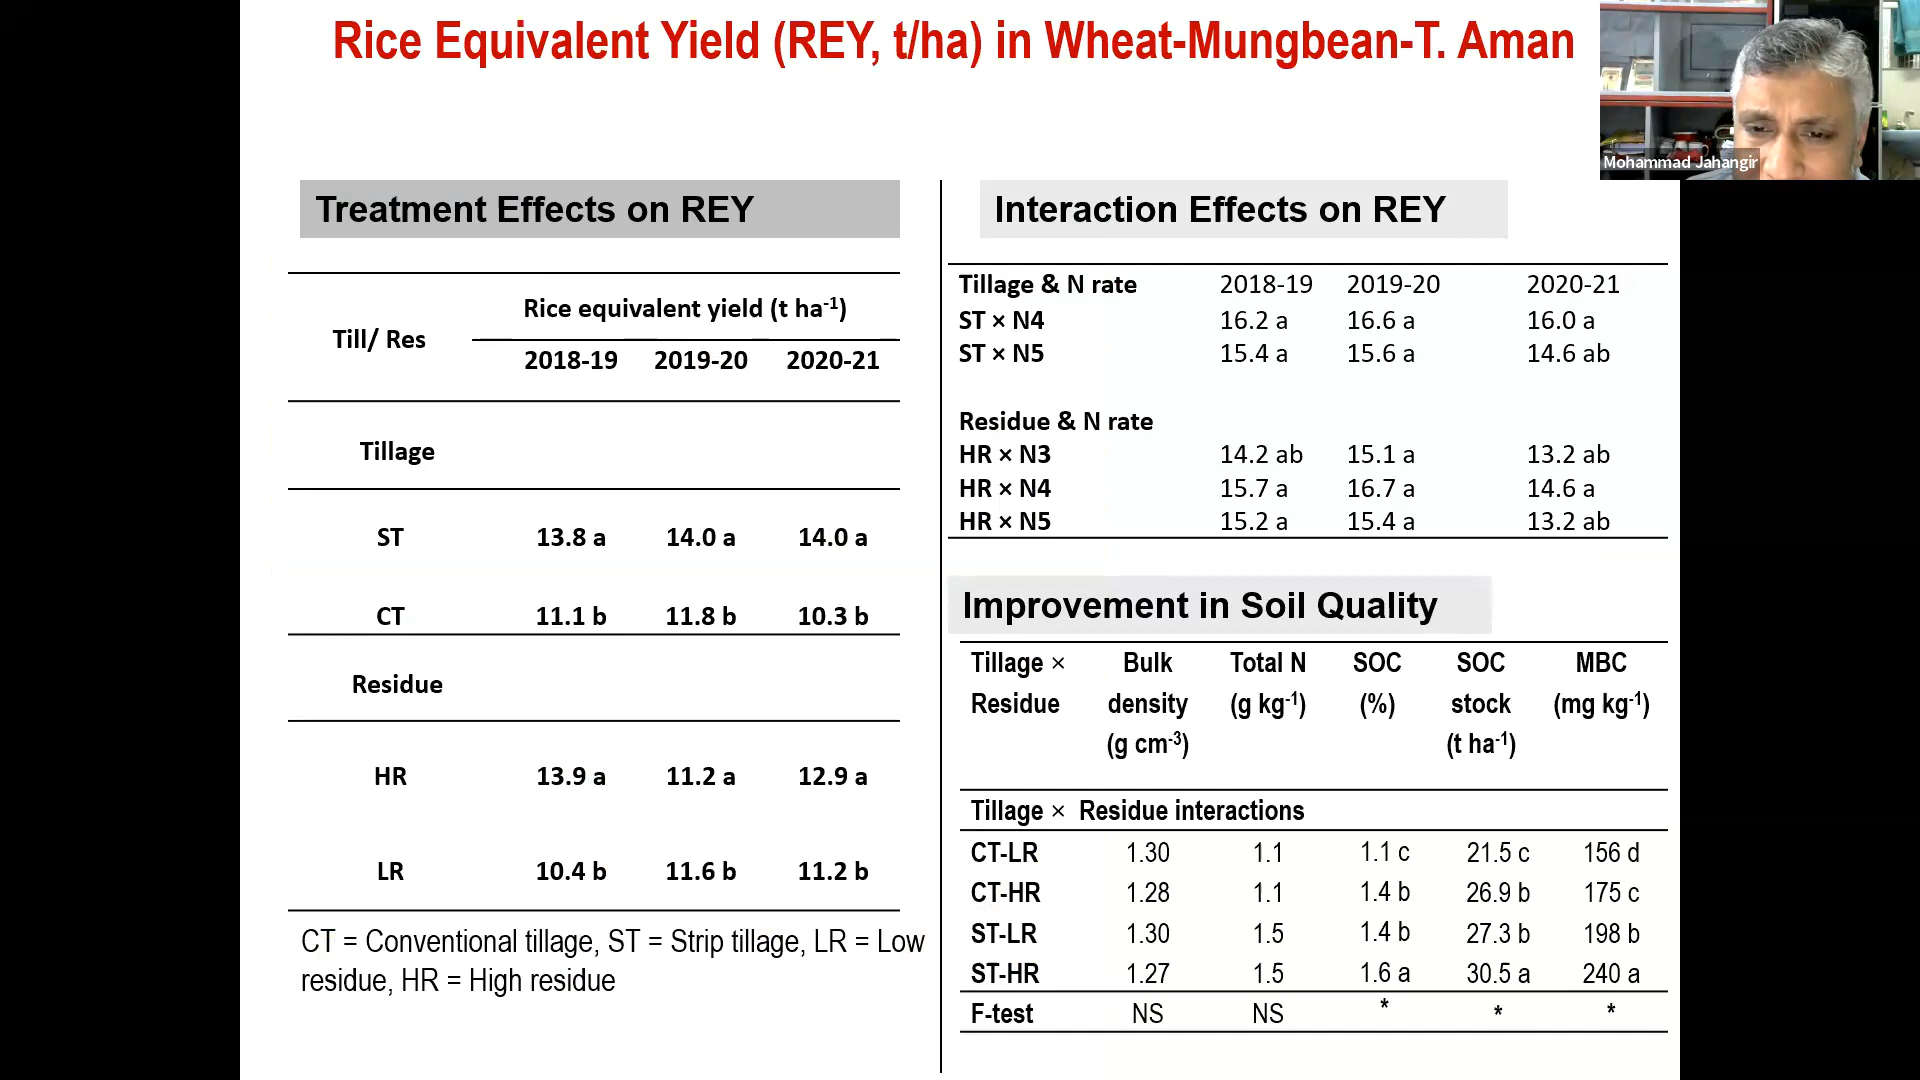 Rice Equivalent Yield (REY, t/ha) in Wheat-Mungbean-T. Aman
Mohammad Jahangir
Treatment Effects on REY
Till/ Res
Rice equivalent yield (t ha⁻¹)
2018-19 2019-20 2020-21
Tillage
ST 13.8 a 14.0 a 14.0 a
CT 11.1 b 11.8 b 10.3 b
Residue
HR 13.9 a 11.2 a 12.9 a
LR 10.4 b 11.6 b 11.2 b
CT = Conventional tillage, ST = Strip tillage, LR = Low
residue, HR = High residue
Interaction Effects on REY
Tillage & N rate 2018-19 2019-20 2020-21
ST × N4 16.2 a 16.6 a 16.0 a
ST × N5 15.4 a 15.6 a 14.6 ab
Residue & N rate
HR × N3 14.2 ab 15.1 a 13.2 ab
HR × N4 15.7 a 16.7 a 14.6 a
HR × N5 15.2 a 15.4 a 13.2 ab
Improvement in Soil Quality
Tillage × Bulk Total N SOC SOC MBC
Residue density (g kg⁻¹) (%) stock (mg kg⁻¹)
(g cm⁻³) (t ha⁻¹)
Tillage × Residue interactions
CT-LR 1.30 1.1 1.1 c 21.5 c 156 d
CT-HR 1.28 1.1 1.4 b 26.9 b 175 c
ST-LR 1.30 1.5 1.4 b 27.3 b 198 b
ST-HR 1.27 1.5 1.6 a 30.5 a 240 a
F-test NS NS * * *